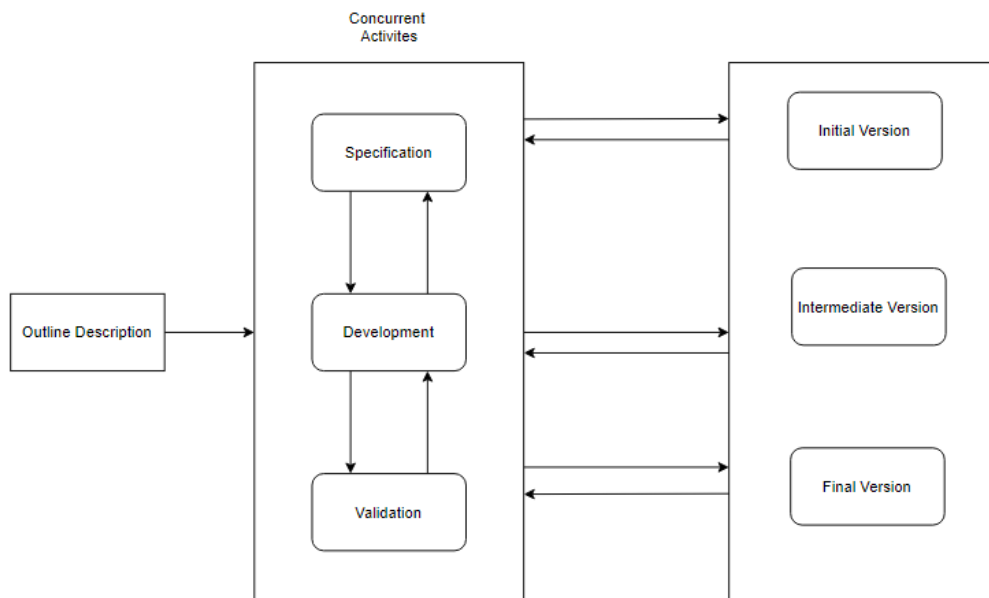 Concurrent
Activites
Specification
Initial Version
Intermediate Version
Outline Description
Development
Validation
Final Version